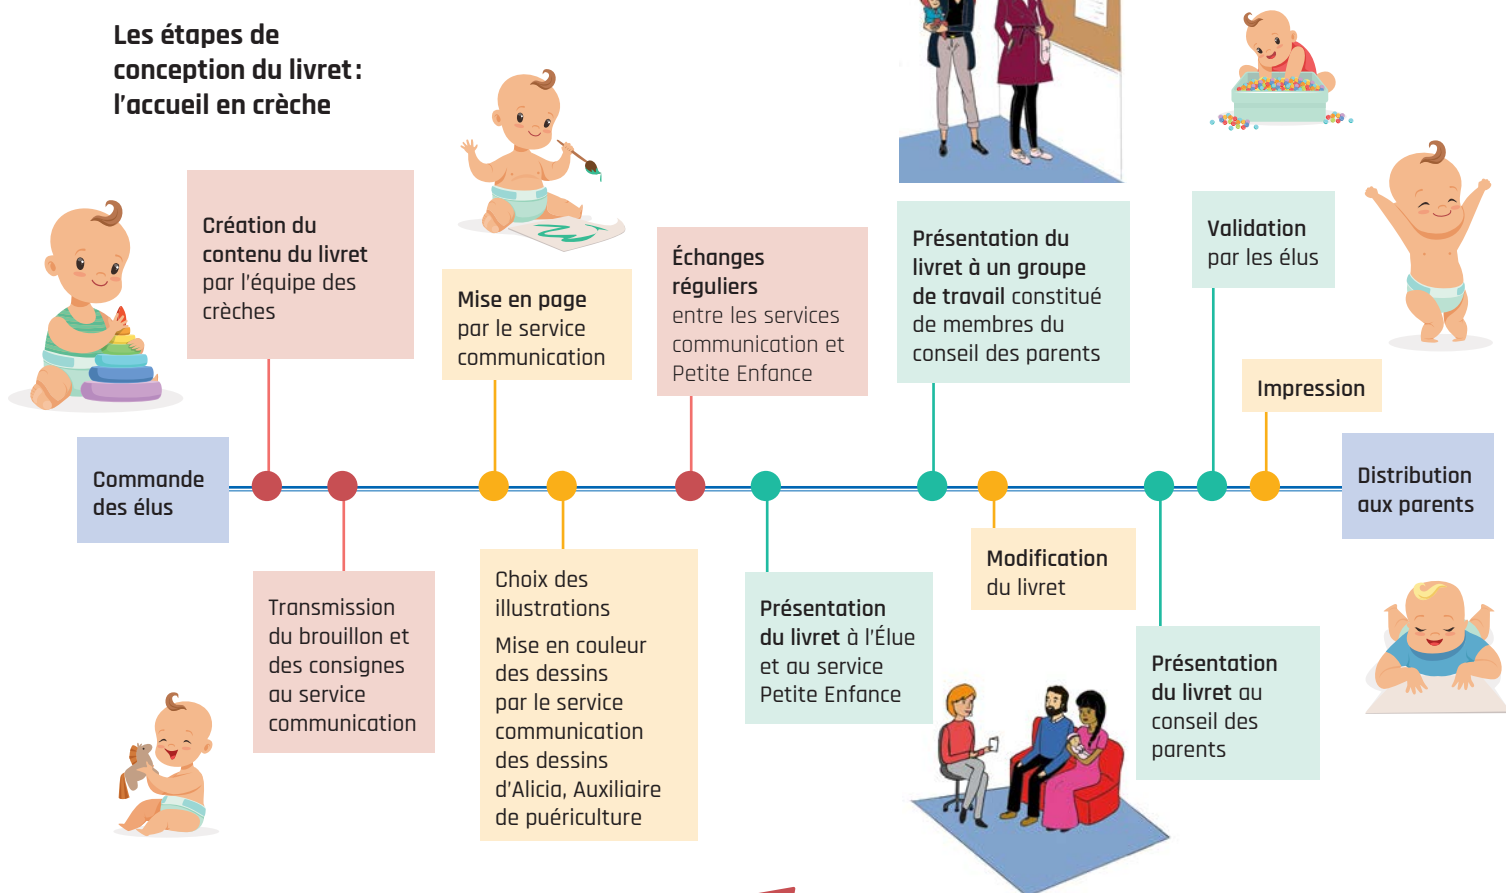 Les étapes de
conception du livret :
l'accueil en crèche
Commande
des élus
Création du
contenu du livret
par l'équipe des
crèches
Transmission
du brouillon et
des consignes
au service
communication
Mise en page
par le service
communication
Choix des
illustrations
Mise en couleur
des dessins
par le service
communication
des dessins
d'Alicia, Auxiliaire
de puériculture
Échanges
réguliers
entre les services
communication et
Petite Enfance
Présentation
du livret à l'Élue
et au service
Petite Enfance
Présentation du
livret à un groupe
de travail constitué
de membres du
conseil des parents
Modification
du livret
Présentation
du livret au
conseil des
parents
Validation
par les élus
Impression
Distribution
aux parents